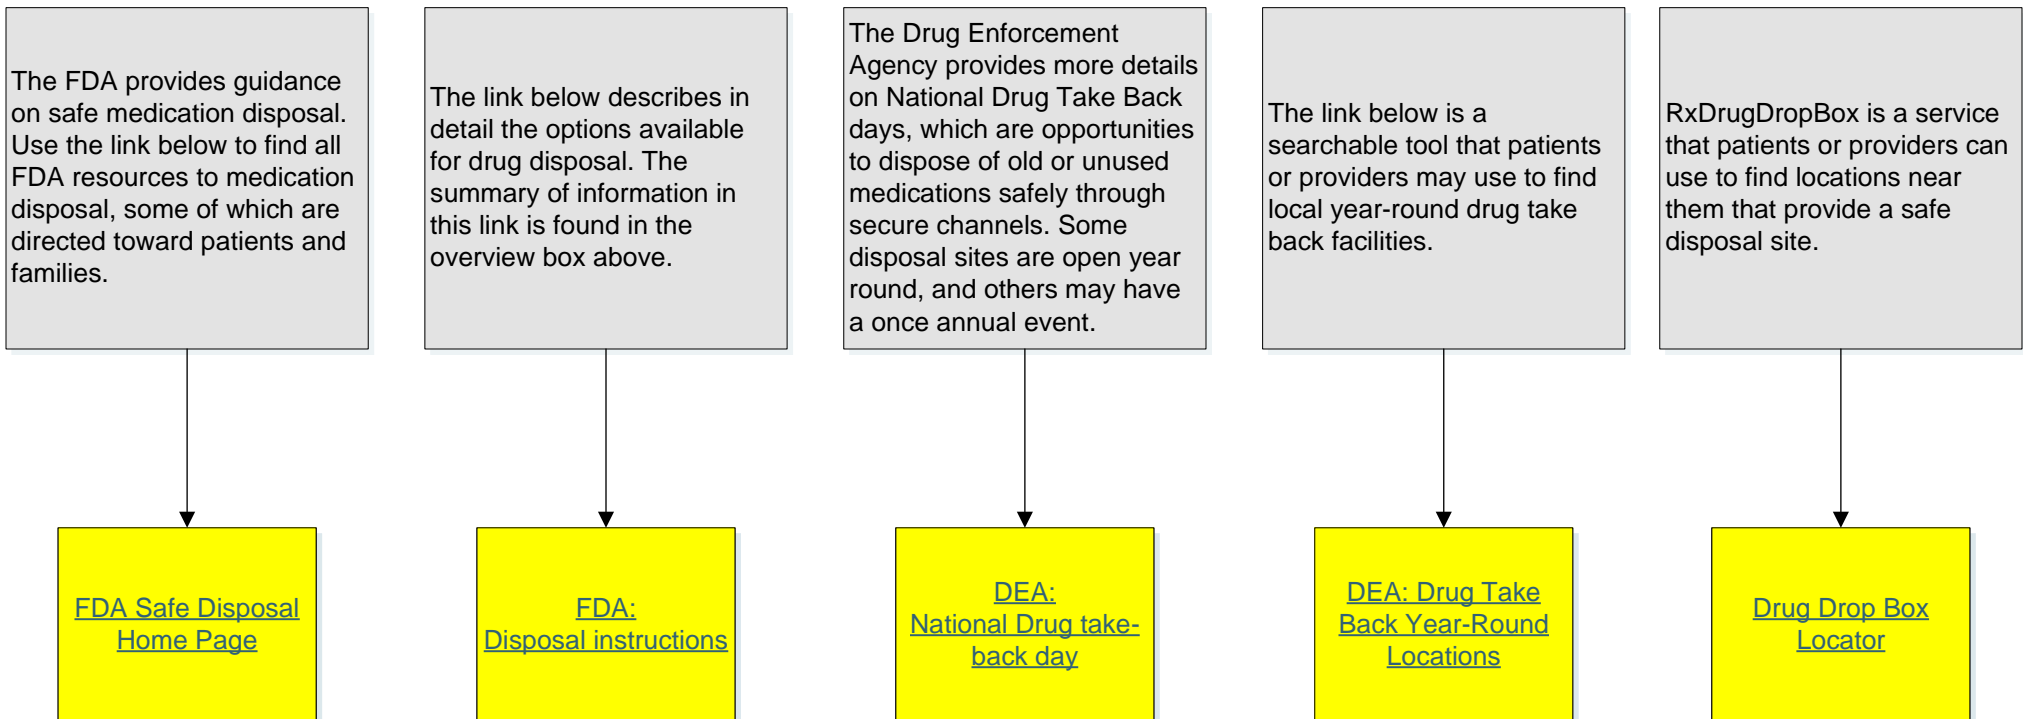 The FDA provides guidance
on safe medication disposal.
Use the link below to find all
FDA resources to medication
disposal, some of which are
directed toward patients and
families.
The link below describes in
detail the options available
for drug disposal. The
summary of information in
this link is found in the
overview box above.
The Drug Enforcement
Agency provides more details
on National Drug Take Back
days, which are opportunities
to dispose of old or unused
medications safely through
secure channels. Some
disposal sites are open year
round, and others may have
a once annual event.
The link below is a
searchable tool that patients
or providers may use to find
local year-round drug take
back facilities.
RxDrugDropBox is a service
that patients or providers can
use to find locations near
them that provide a safe
disposal site.
FDA Safe Disposal
Home Page
FDA:
Disposal instructions
DEA:
National Drug take-
back day
DEA: Drug Take
Back Year-Round
Locations
Drug Drop Box
Locator